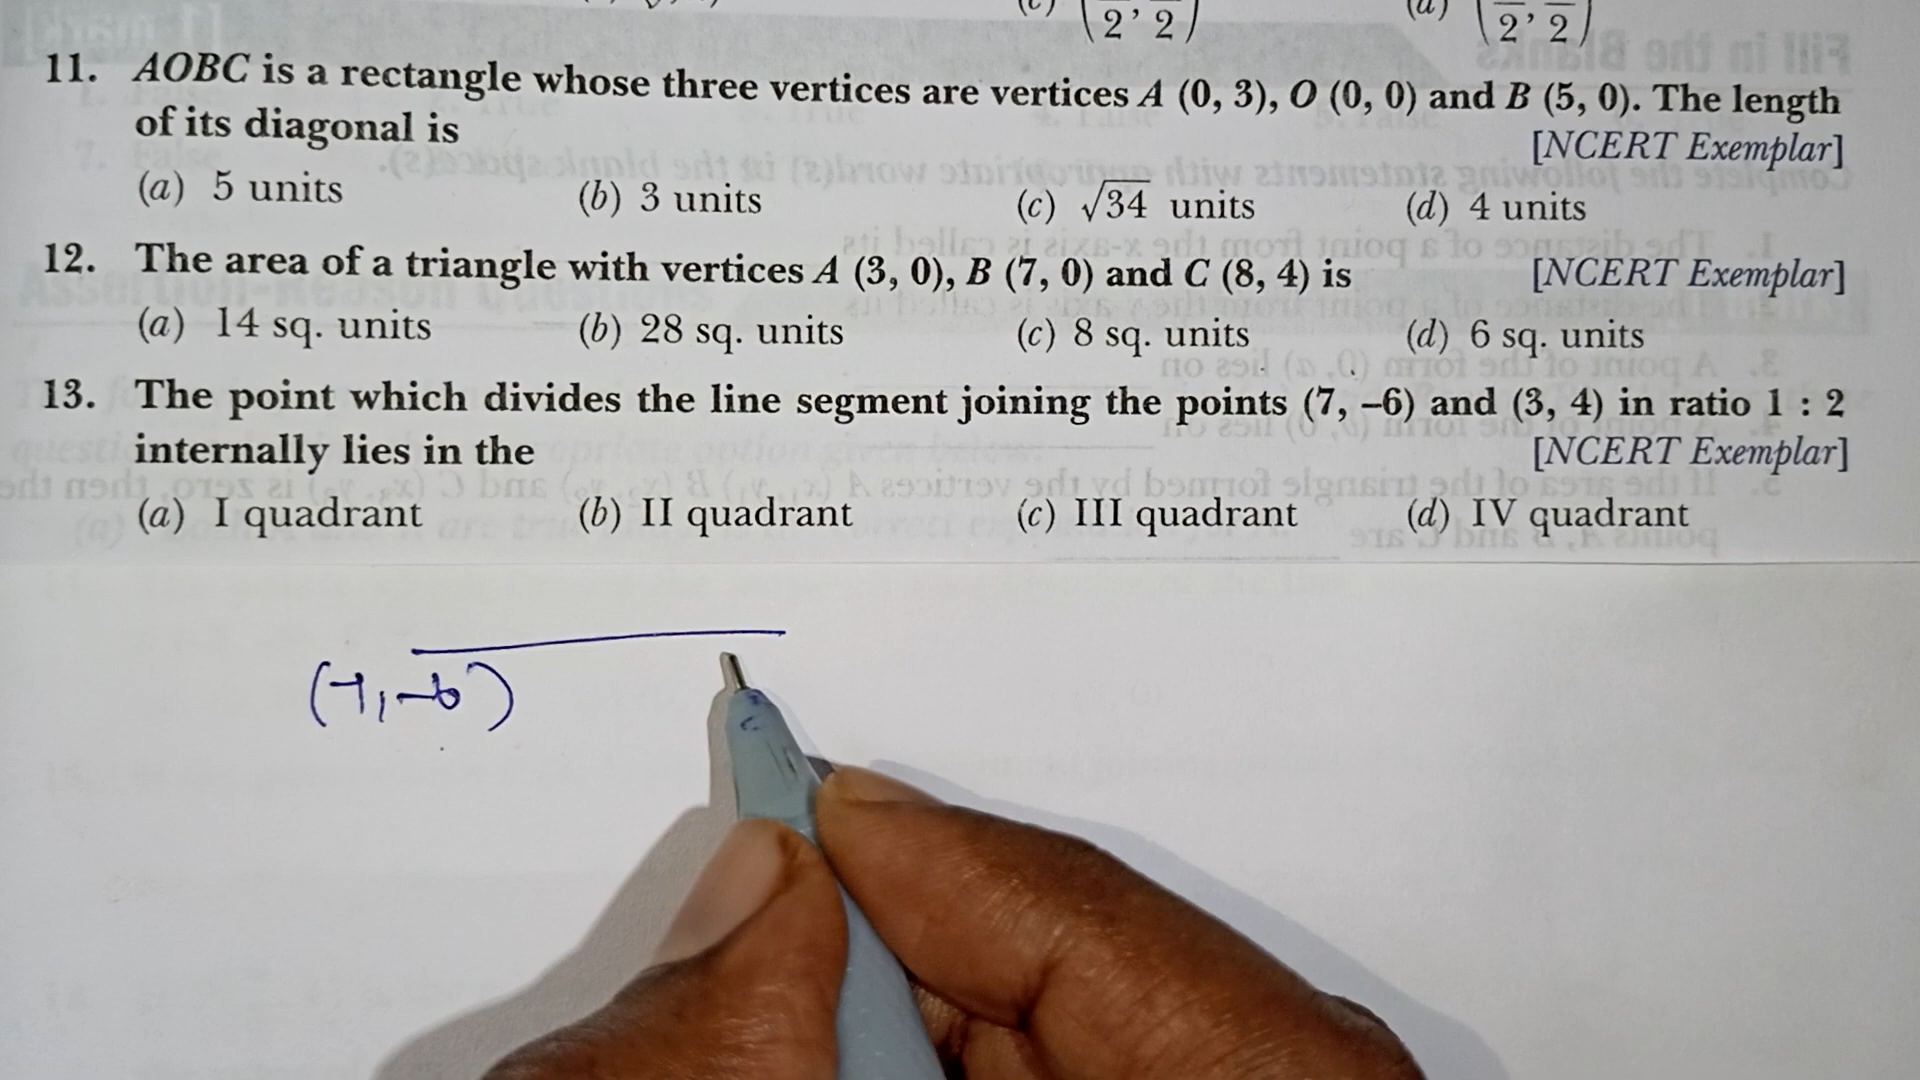 (c) (2, 2)
(d) (2, 2)
11. AOBC is a rectangle whose three vertices are vertices A (0, 3), O (0, 0) and B (5, 0). The length
of its diagonal is [NCERT Exemplar]
(a) 5 units (b) 3 units (c) √34 units (d) 4 units
12. The area of a triangle with vertices A (3, 0), B (7, 0) and C (8, 4) is [NCERT Exemplar]
(a) 14 sq. units (b) 28 sq. units (c) 8 sq. units (d) 6 sq. units
13. The point which divides the line segment joining the points (7, –6) and (3, 4) in ratio 1 : 2
internally lies in the [NCERT Exemplar]
(a) I quadrant (b) II quadrant (c) III quadrant (d) IV quadrant
(7,-6)